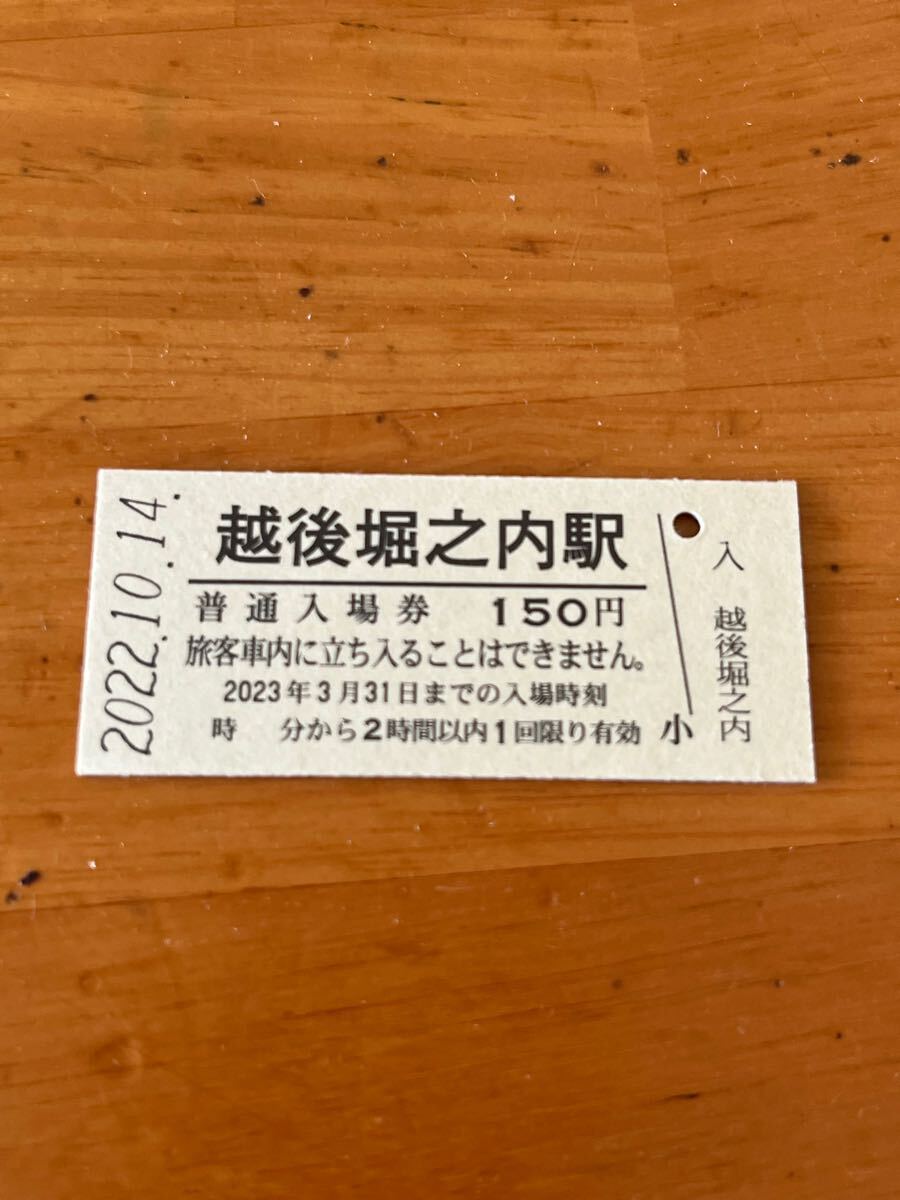 2022.10.14.
越後堀之内駅
普通入場券 150円
旅客車内に立ち入ることはできません。
2023年3月31日までの入場時刻
時 分から2時間以内1回限り有効
小
入 越後堀之内